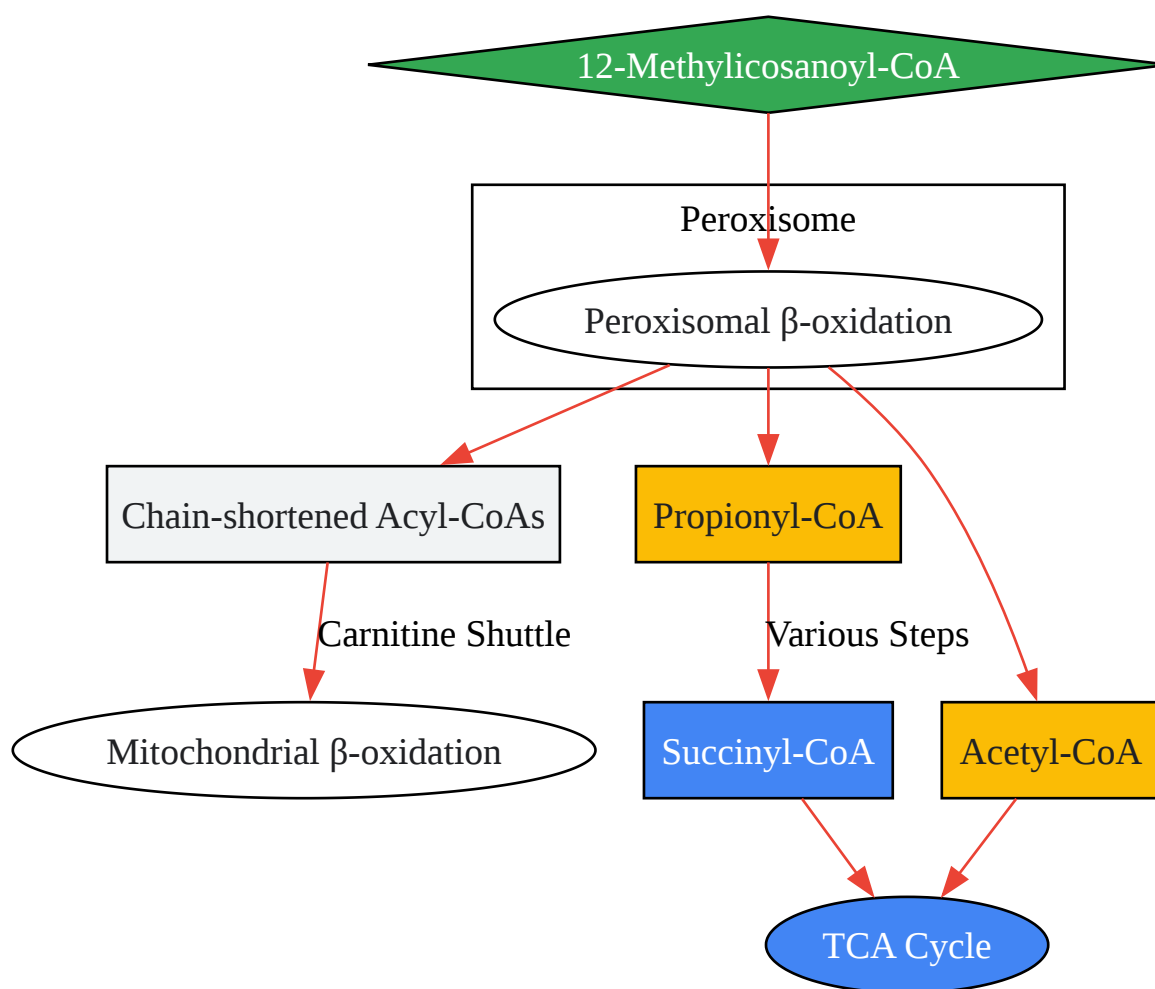 12-Methylicosanoyl-CoA
Peroxisome
Peroxisomal β-oxidation
Chain-shortened Acyl-CoAs
Propionyl-CoA
Carnitine Shuttle
Various Steps
Mitochondrial β-oxidation
Succinyl-CoA
Acetyl-CoA
TCA Cycle